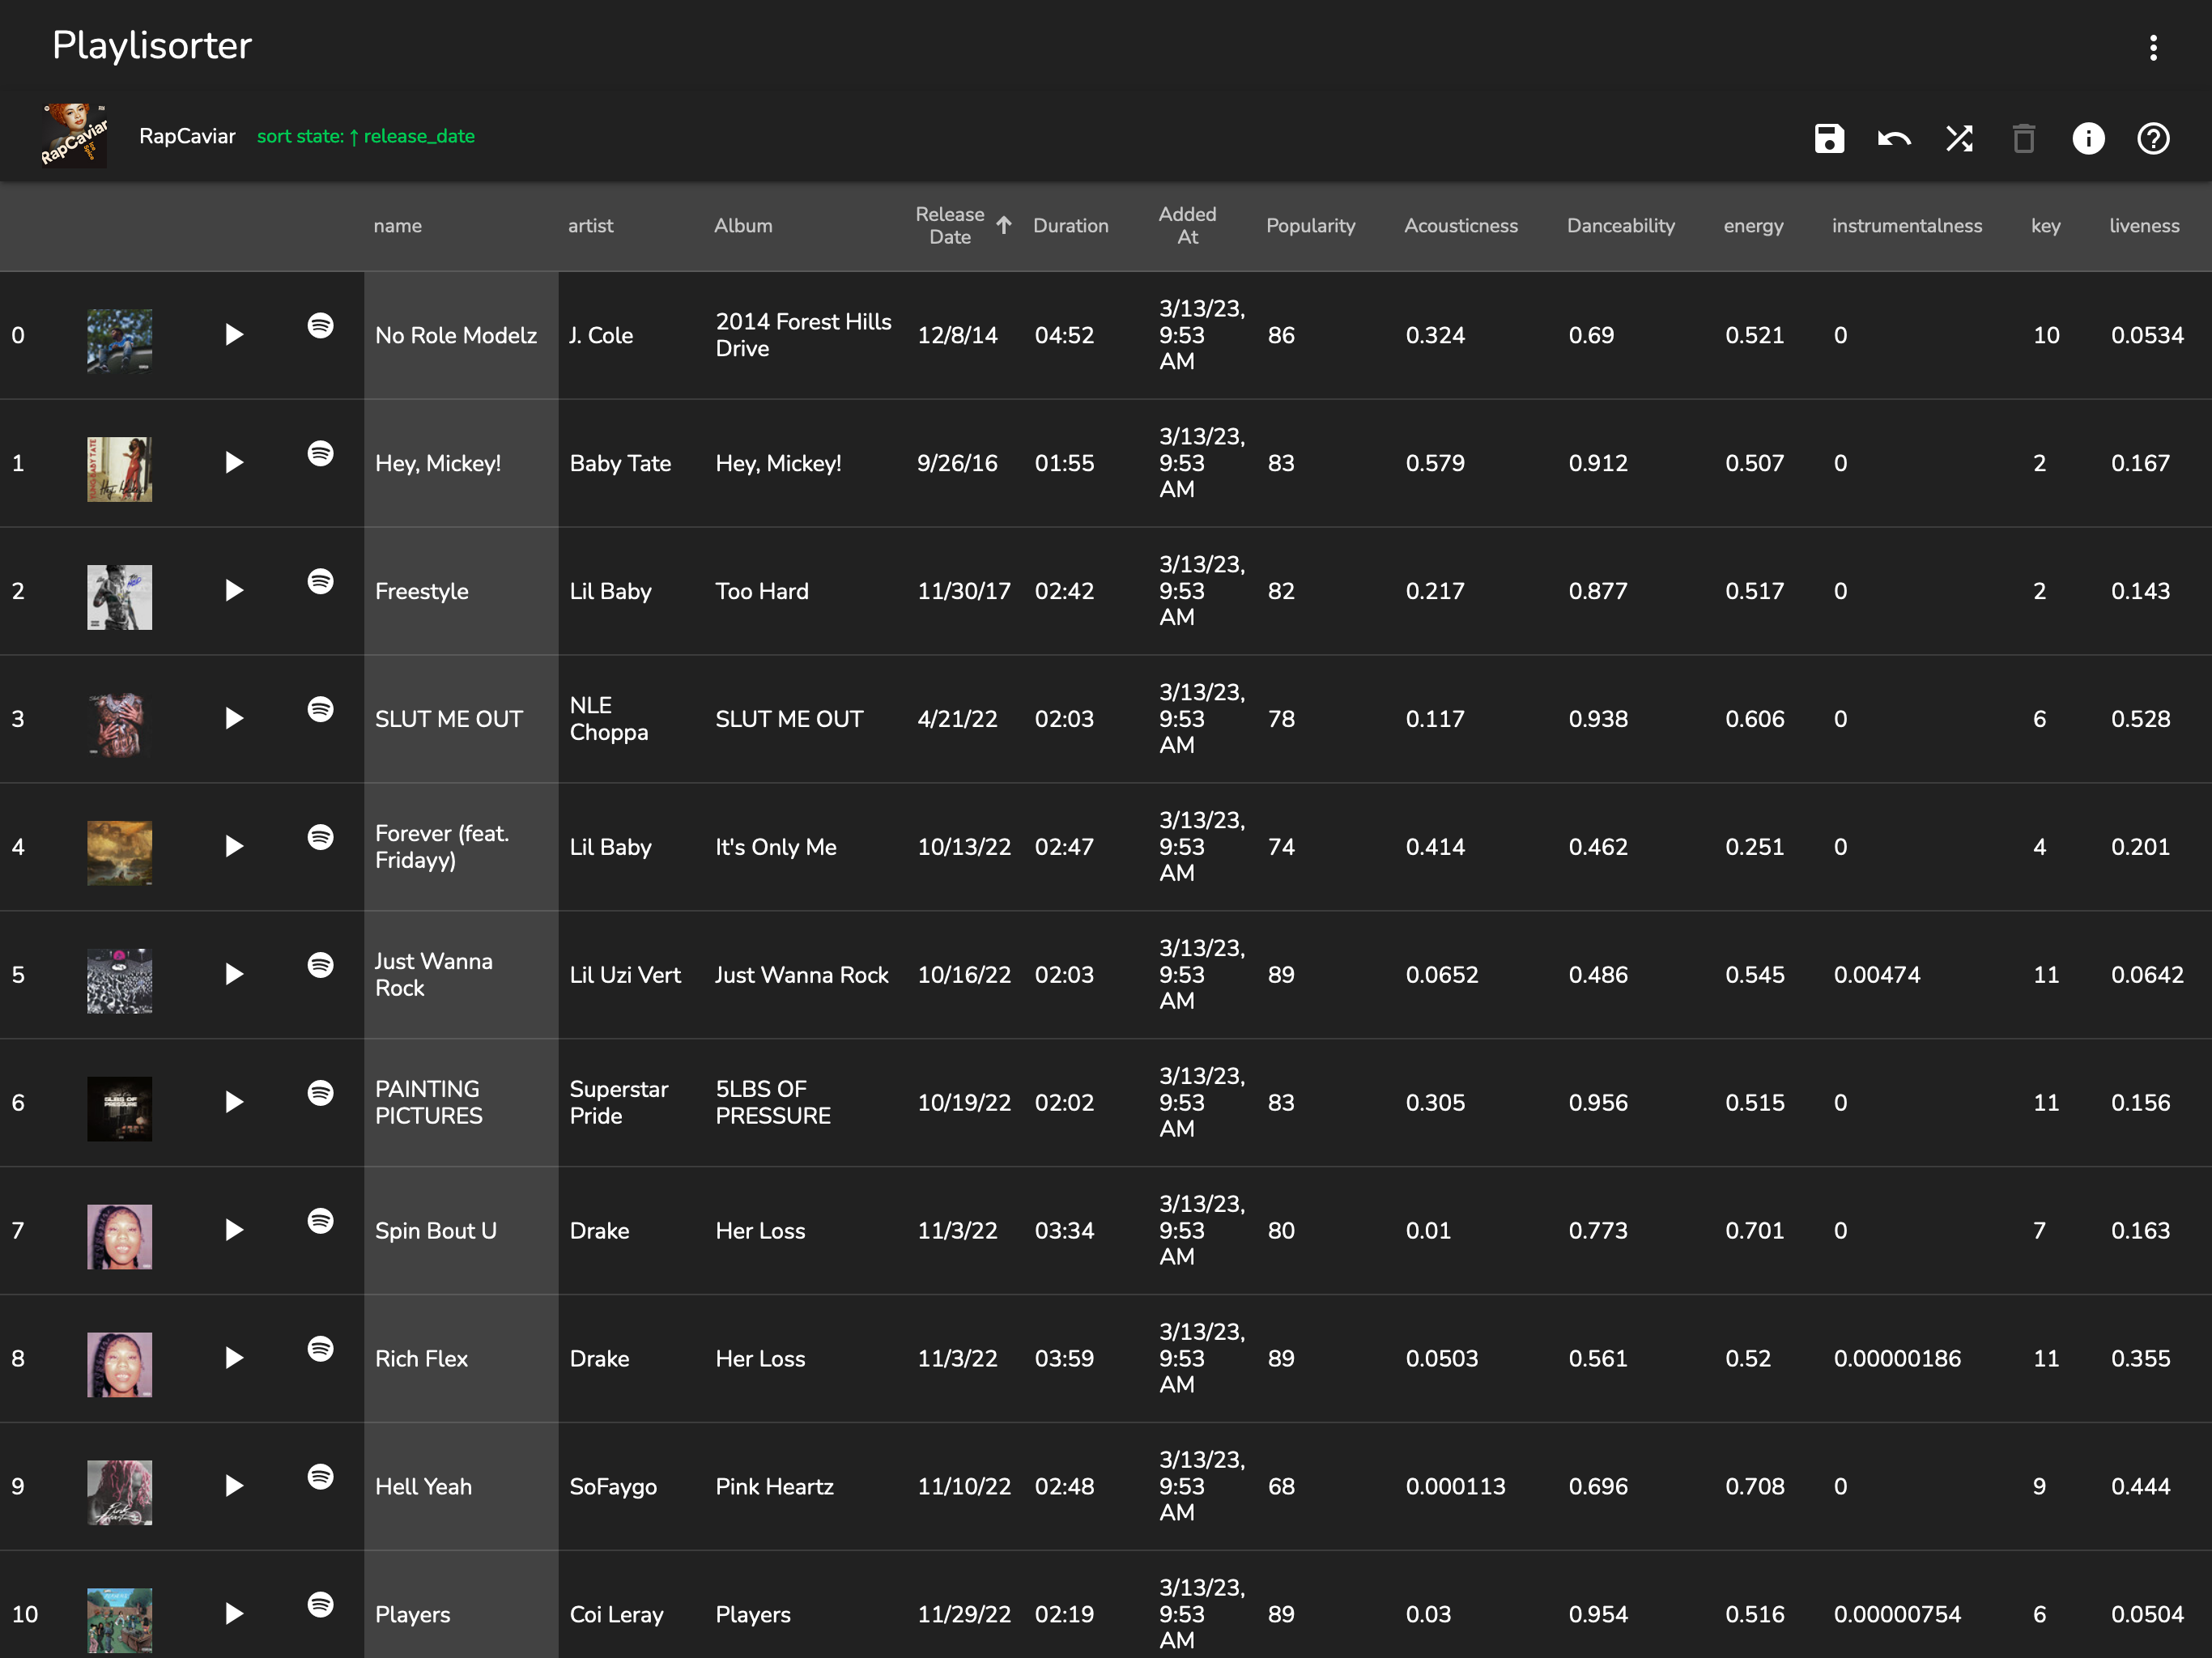 Playlisorter
RapCaviar
RapCaviar sort state: ↑ release_date
name artist Album Release Date ↑ Duration Added At Popularity Acousticness Danceability energy instrumentalness key liveness
0 No Role Modelz J. Cole 2014 Forest Hills Drive 12/8/14 04:52 3/13/23, 9:53 AM 86 0.324 0.69 0.521 0 10 0.0534
1 Hey, Mickey! Baby Tate Hey, Mickey! 9/26/16 01:55 3/13/23, 9:53 AM 83 0.579 0.912 0.507 0 2 0.167
2 Freestyle Lil Baby Too Hard 11/30/17 02:42 3/13/23, 9:53 AM 82 0.217 0.877 0.517 0 2 0.143
3 SLUT ME OUT NLE Choppa SLUT ME OUT 4/21/22 02:03 3/13/23, 9:53 AM 78 0.117 0.938 0.606 0 6 0.528
4 Forever (feat. Fridayy) Lil Baby It's Only Me 10/13/22 02:47 3/13/23, 9:53 AM 74 0.414 0.462 0.251 0 4 0.201
5 Just Wanna Rock Lil Uzi Vert Just Wanna Rock 10/16/22 02:03 3/13/23, 9:53 AM 89 0.0652 0.486 0.545 0.00474 11 0.0642
6 PAINTING PICTURES Superstar Pride 5LBS OF PRESSURE 10/19/22 02:02 3/13/23, 9:53 AM 83 0.305 0.956 0.515 0 11 0.156
7 Spin Bout U Drake Her Loss 11/3/22 03:34 3/13/23, 9:53 AM 80 0.01 0.773 0.701 0 7 0.163
8 Rich Flex Drake Her Loss 11/3/22 03:59 3/13/23, 9:53 AM 89 0.0503 0.561 0.52 0.00000186 11 0.355
9 Hell Yeah SoFaygo Pink Heartz 11/10/22 02:48 3/13/23, 9:53 AM 68 0.000113 0.696 0.708 0 9 0.444
10 Players Coi Leray Players 11/29/22 02:19 3/13/23, 9:53 AM 89 0.03 0.954 0.516 0.00000754 6 0.0504